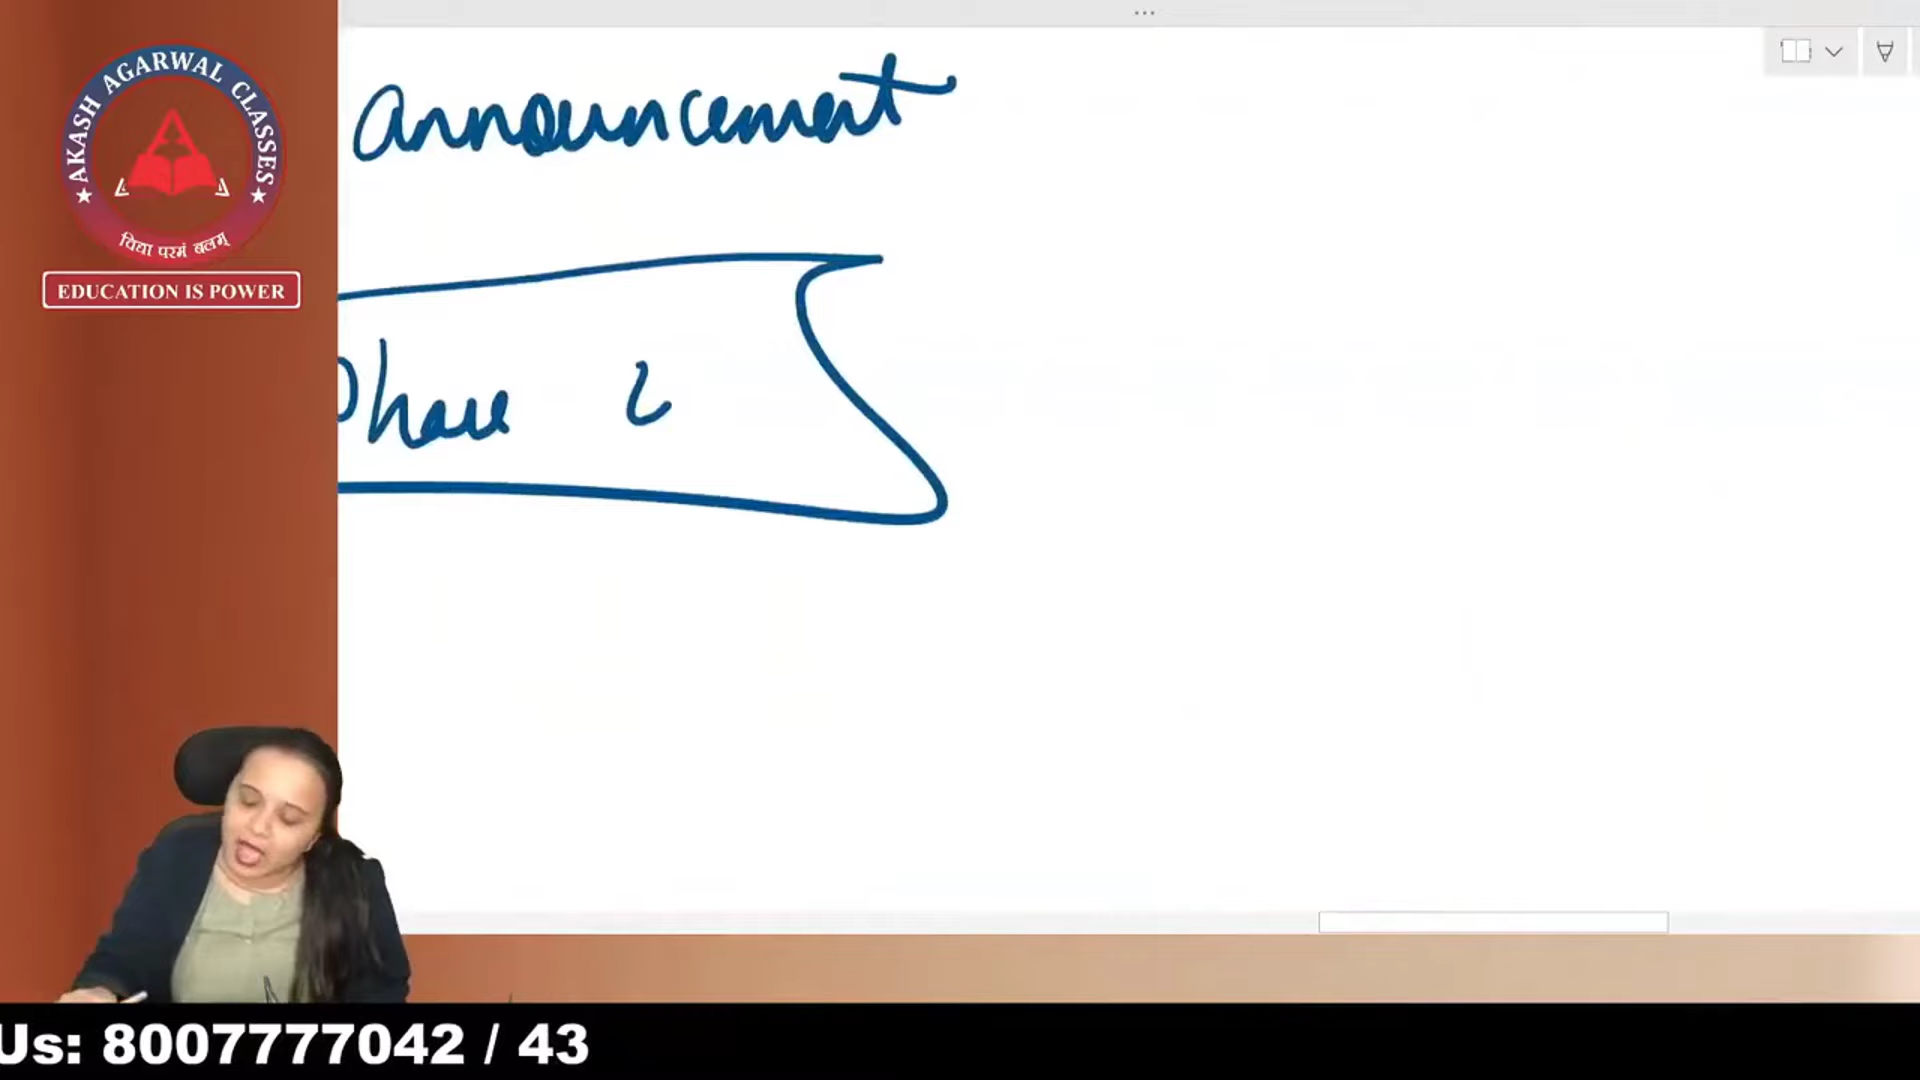 AKASH AGARWAL CLASSES
विद्या परमं बलम्
EDUCATION IS POWER
announcement
Phase 2
Us: 8007777042 / 43